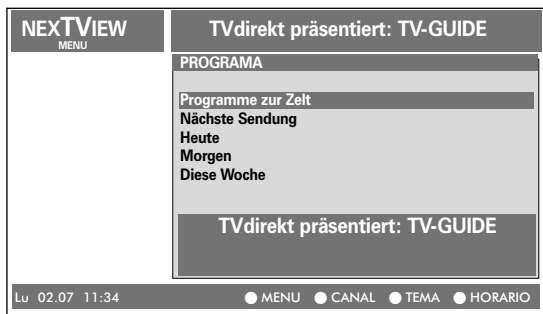 NEXTVIEW
MENU
TVdirekt präsentiert: TV-GUIDE
PROGRAMA
Programme zur Zelt
Nächste Sendung
Heute
Morgen
Diese Woche
TVdirekt präsentiert: TV-GUIDE
Lu 02.07 11:34 MENU CANAL TEMA HORARIO